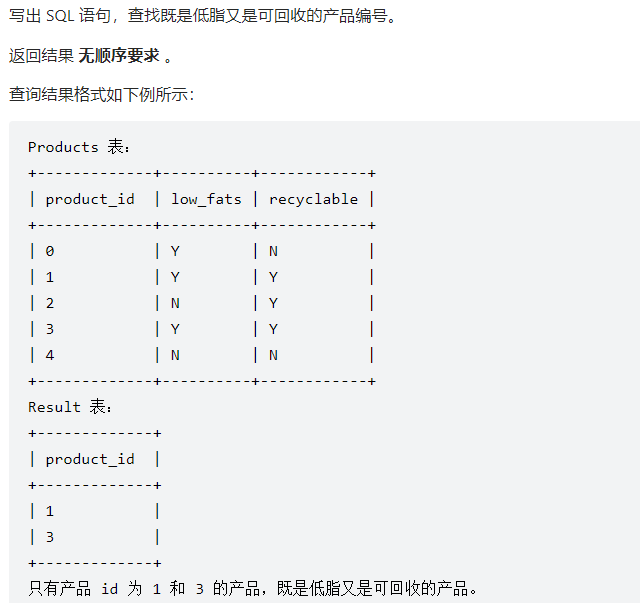 写出 SQL 语句，查找既是低脂又是可回收的产品编号。
返回结果 无顺序要求 。
查询结果格式如下例所示：
Products 表：
+-------------+----------+------------+
| product_id  | low_fats | recyclable |
+-------------+----------+------------+
| 0           | Y        | N          |
| 1           | Y        | Y          |
| 2           | N        | Y          |
| 3           | Y        | Y          |
| 4           | N        | N          |
+-------------+----------+------------+
Result 表：
+-------------+
| product_id  |
+-------------+
| 1           |
| 3           |
+-------------+
只有产品 id 为 1 和 3 的产品，既是低脂又是可回收的产品。